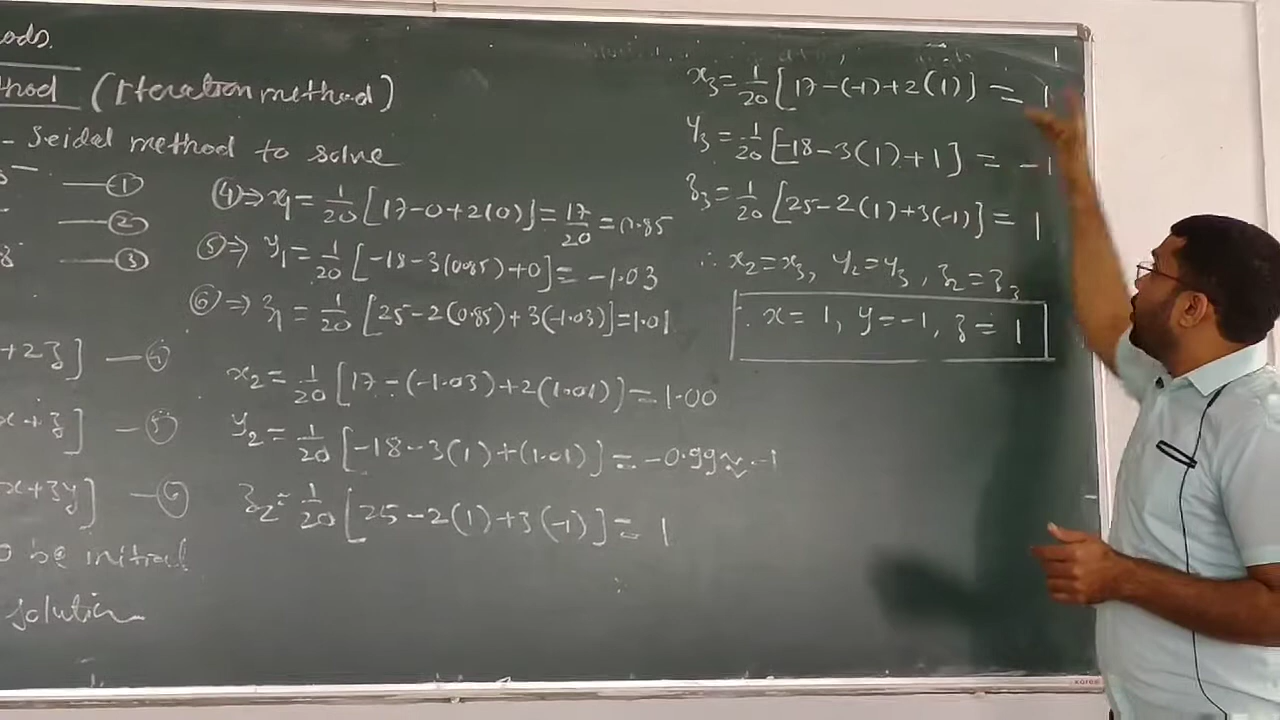 ods.
thod (Iteration method)
- Seidal method to solve
— ①
— ②
— ③
+2z] — ④
x+z] — ⑤
x+3y] — ⑥
0 be initial
solution
④⇒ x₁ = 1/20 [17-0+2(0)] = 17/20 = 0.85
⑤⇒ y₁ = 1/20 [-18-3(0.85)+0] = -1.03
⑥⇒ z₁ = 1/20 [25-2(0.85)+3(-1.03)] = 1.01
x₂ = 1/20 [17-(-1.03)+2(1.01)] = 1.00
y₂ = 1/20 [-18-3(1)+(1.01)] = -0.99 ≈ -1
z₂ = 1/20 [25-2(1)+3(-1)] = 1
x₃ = 1/20 [17-(-1)+2(1)] = 1
y₃ = 1/20 [-18-3(1)+1] = -1
z₃ = 1/20 [25-2(1)+3(-1)] = 1
∴ x₂=x₃, y₂=y₃, z₂=z₃
∴ x = 1, y = -1, z = 1